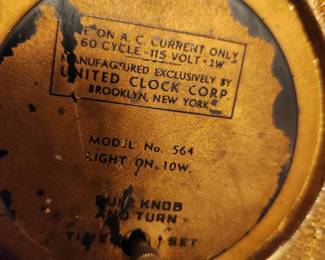 E ON A.C. CURRENT ONLY
60 CYCLE - 115 VOLT - 2W
MANUFACTURED EXCLUSIVELY BY
UNITED CLOCK CORP
BROOKLYN, NEW YORK
MODEL No. 564
LIGHT ON 10W.
KNOB
AND TURN
SET